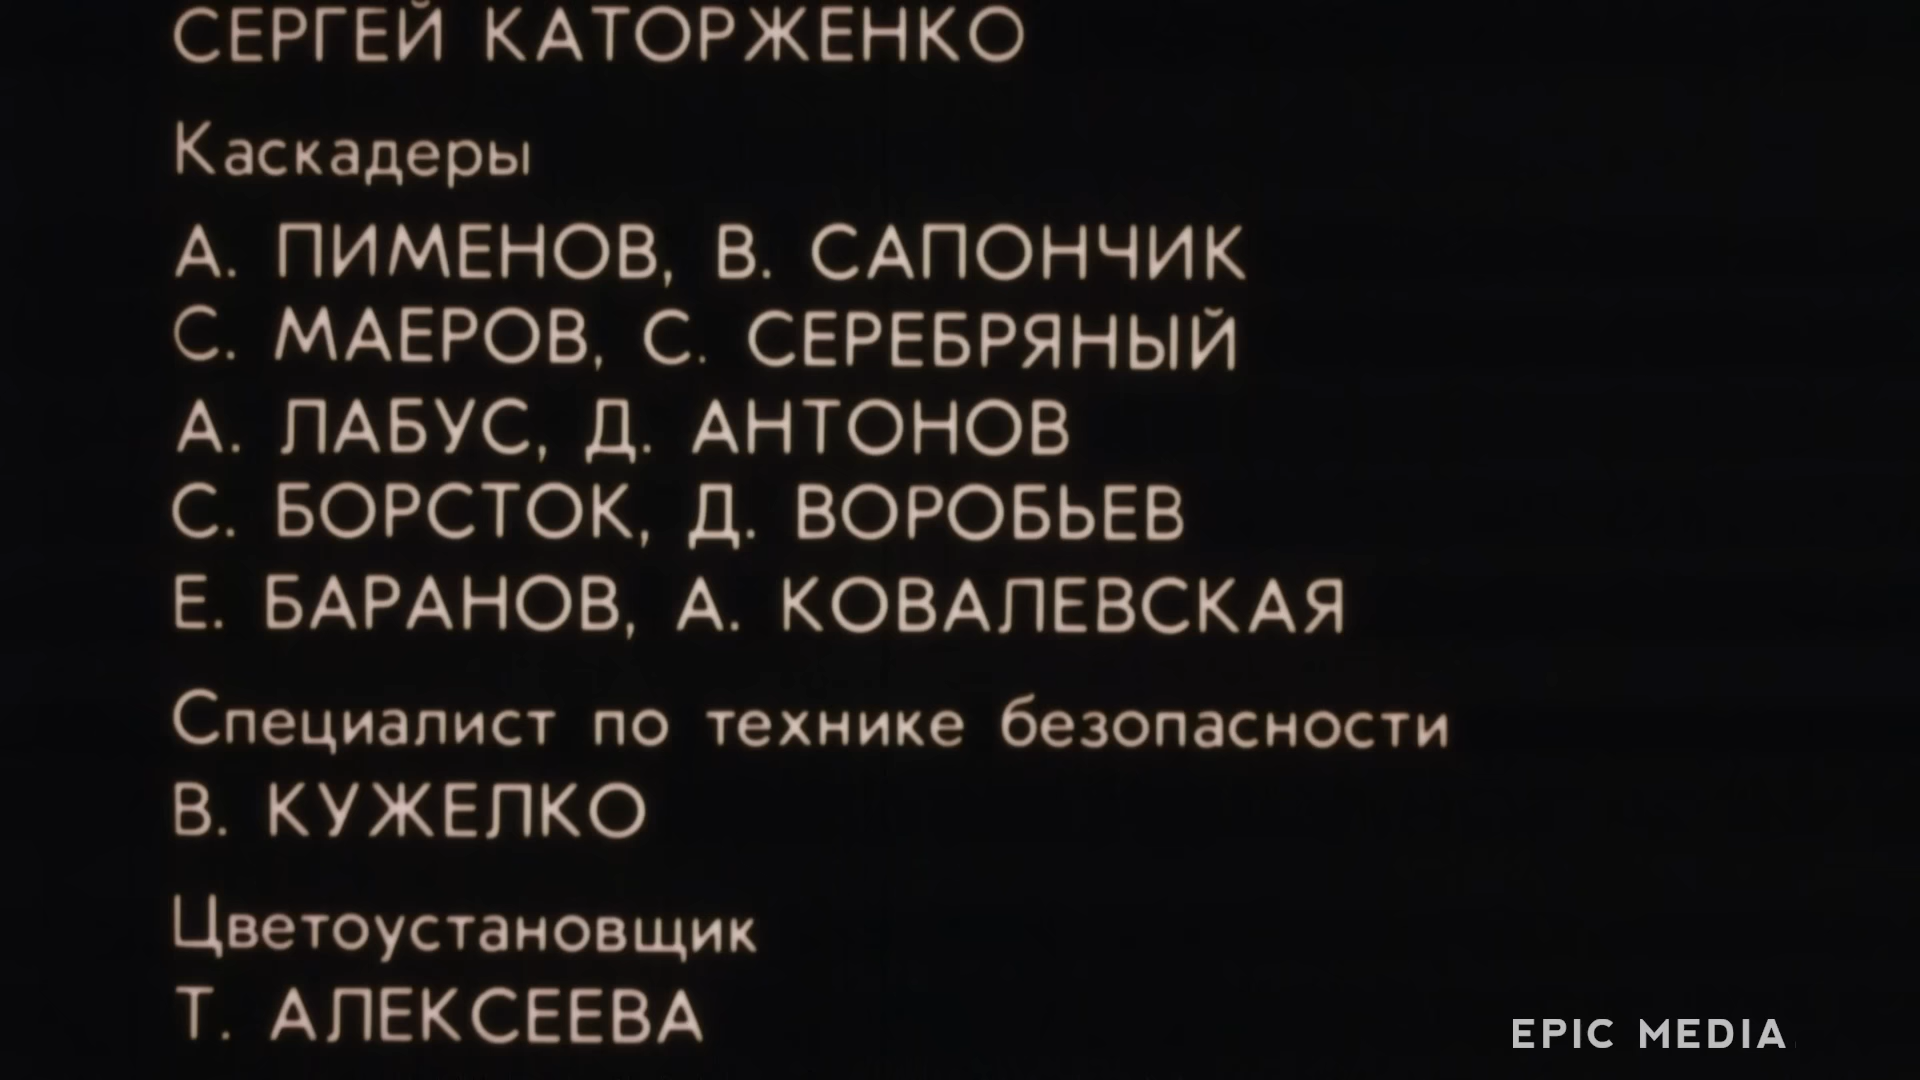 СЕРГЕЙ КАТОРЖЕНКО
Каскадеры
А. ПИМЕНОВ, В. САПОНЧИК
С. МАЕРОВ, С. СЕРЕБРЯНЫЙ
А. ЛАБУС, Д. АНТОНОВ
С. БОРСТОК, Д. ВОРОБЬЕВ
Е. БАРАНОВ, А. КОВАЛЕВСКАЯ
Специалист по технике безопасности
В. КУЖЕЛКО
Цветоустановщик
Т. АЛЕКСЕЕВА
EPIC MEDIA